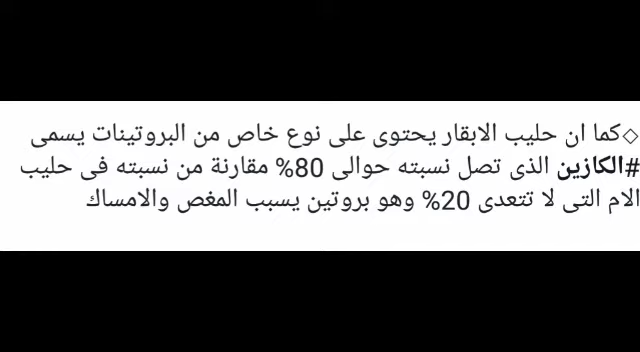 ◇كما ان حليب الابقار يحتوى على نوع خاص من البروتينات يسمى
#الكازين الذى تصل نسبته حوالى 80% مقارنة من نسبته فى حليب
الام التى لا تتعدى 20% وهو بروتين يسبب المغص والامساك